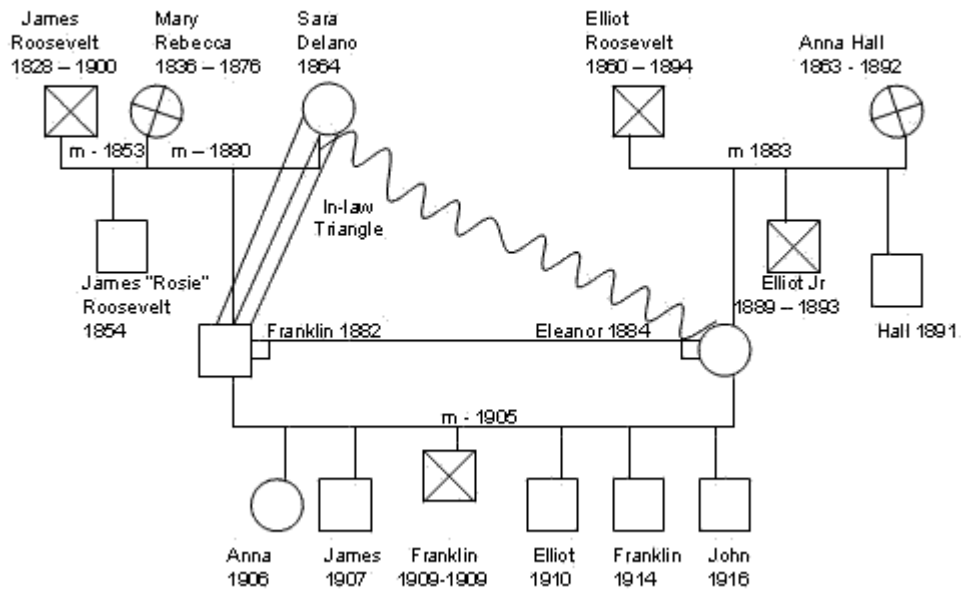 James
Roosevelt
1828 – 1900
Mary
Rebecca
1836 – 1876
Sara
Delano
1864
Elliot
Roosevelt
1860 – 1894
Anna Hall
1863 - 1892
m - 1853
m – 1880
m 1883
In-law
Triangle
James "Rosie"
Roosevelt
1854
Elliot Jr
1889 – 1893
Hall 1891
Franklin 1882
Eleanor 1884
m - 1905
Anna
1906
James
1907
Franklin
1909-1909
Elliot
1910
Franklin
1914
John
1916